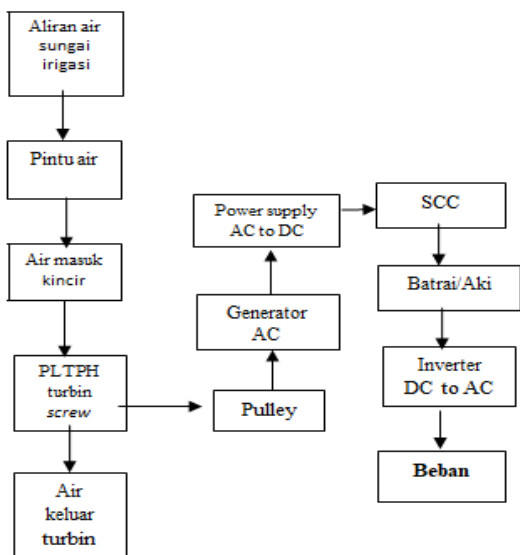 Aliran air
sungai
irigasi
Pintu air
Air masuk
kincir
PLTPH
turbin
screw
Air
keluar
turbin
Pulley
Generator
AC
Power supply
AC to DC
SCC
Batrai/Aki
Inverter
DC to AC
Beban